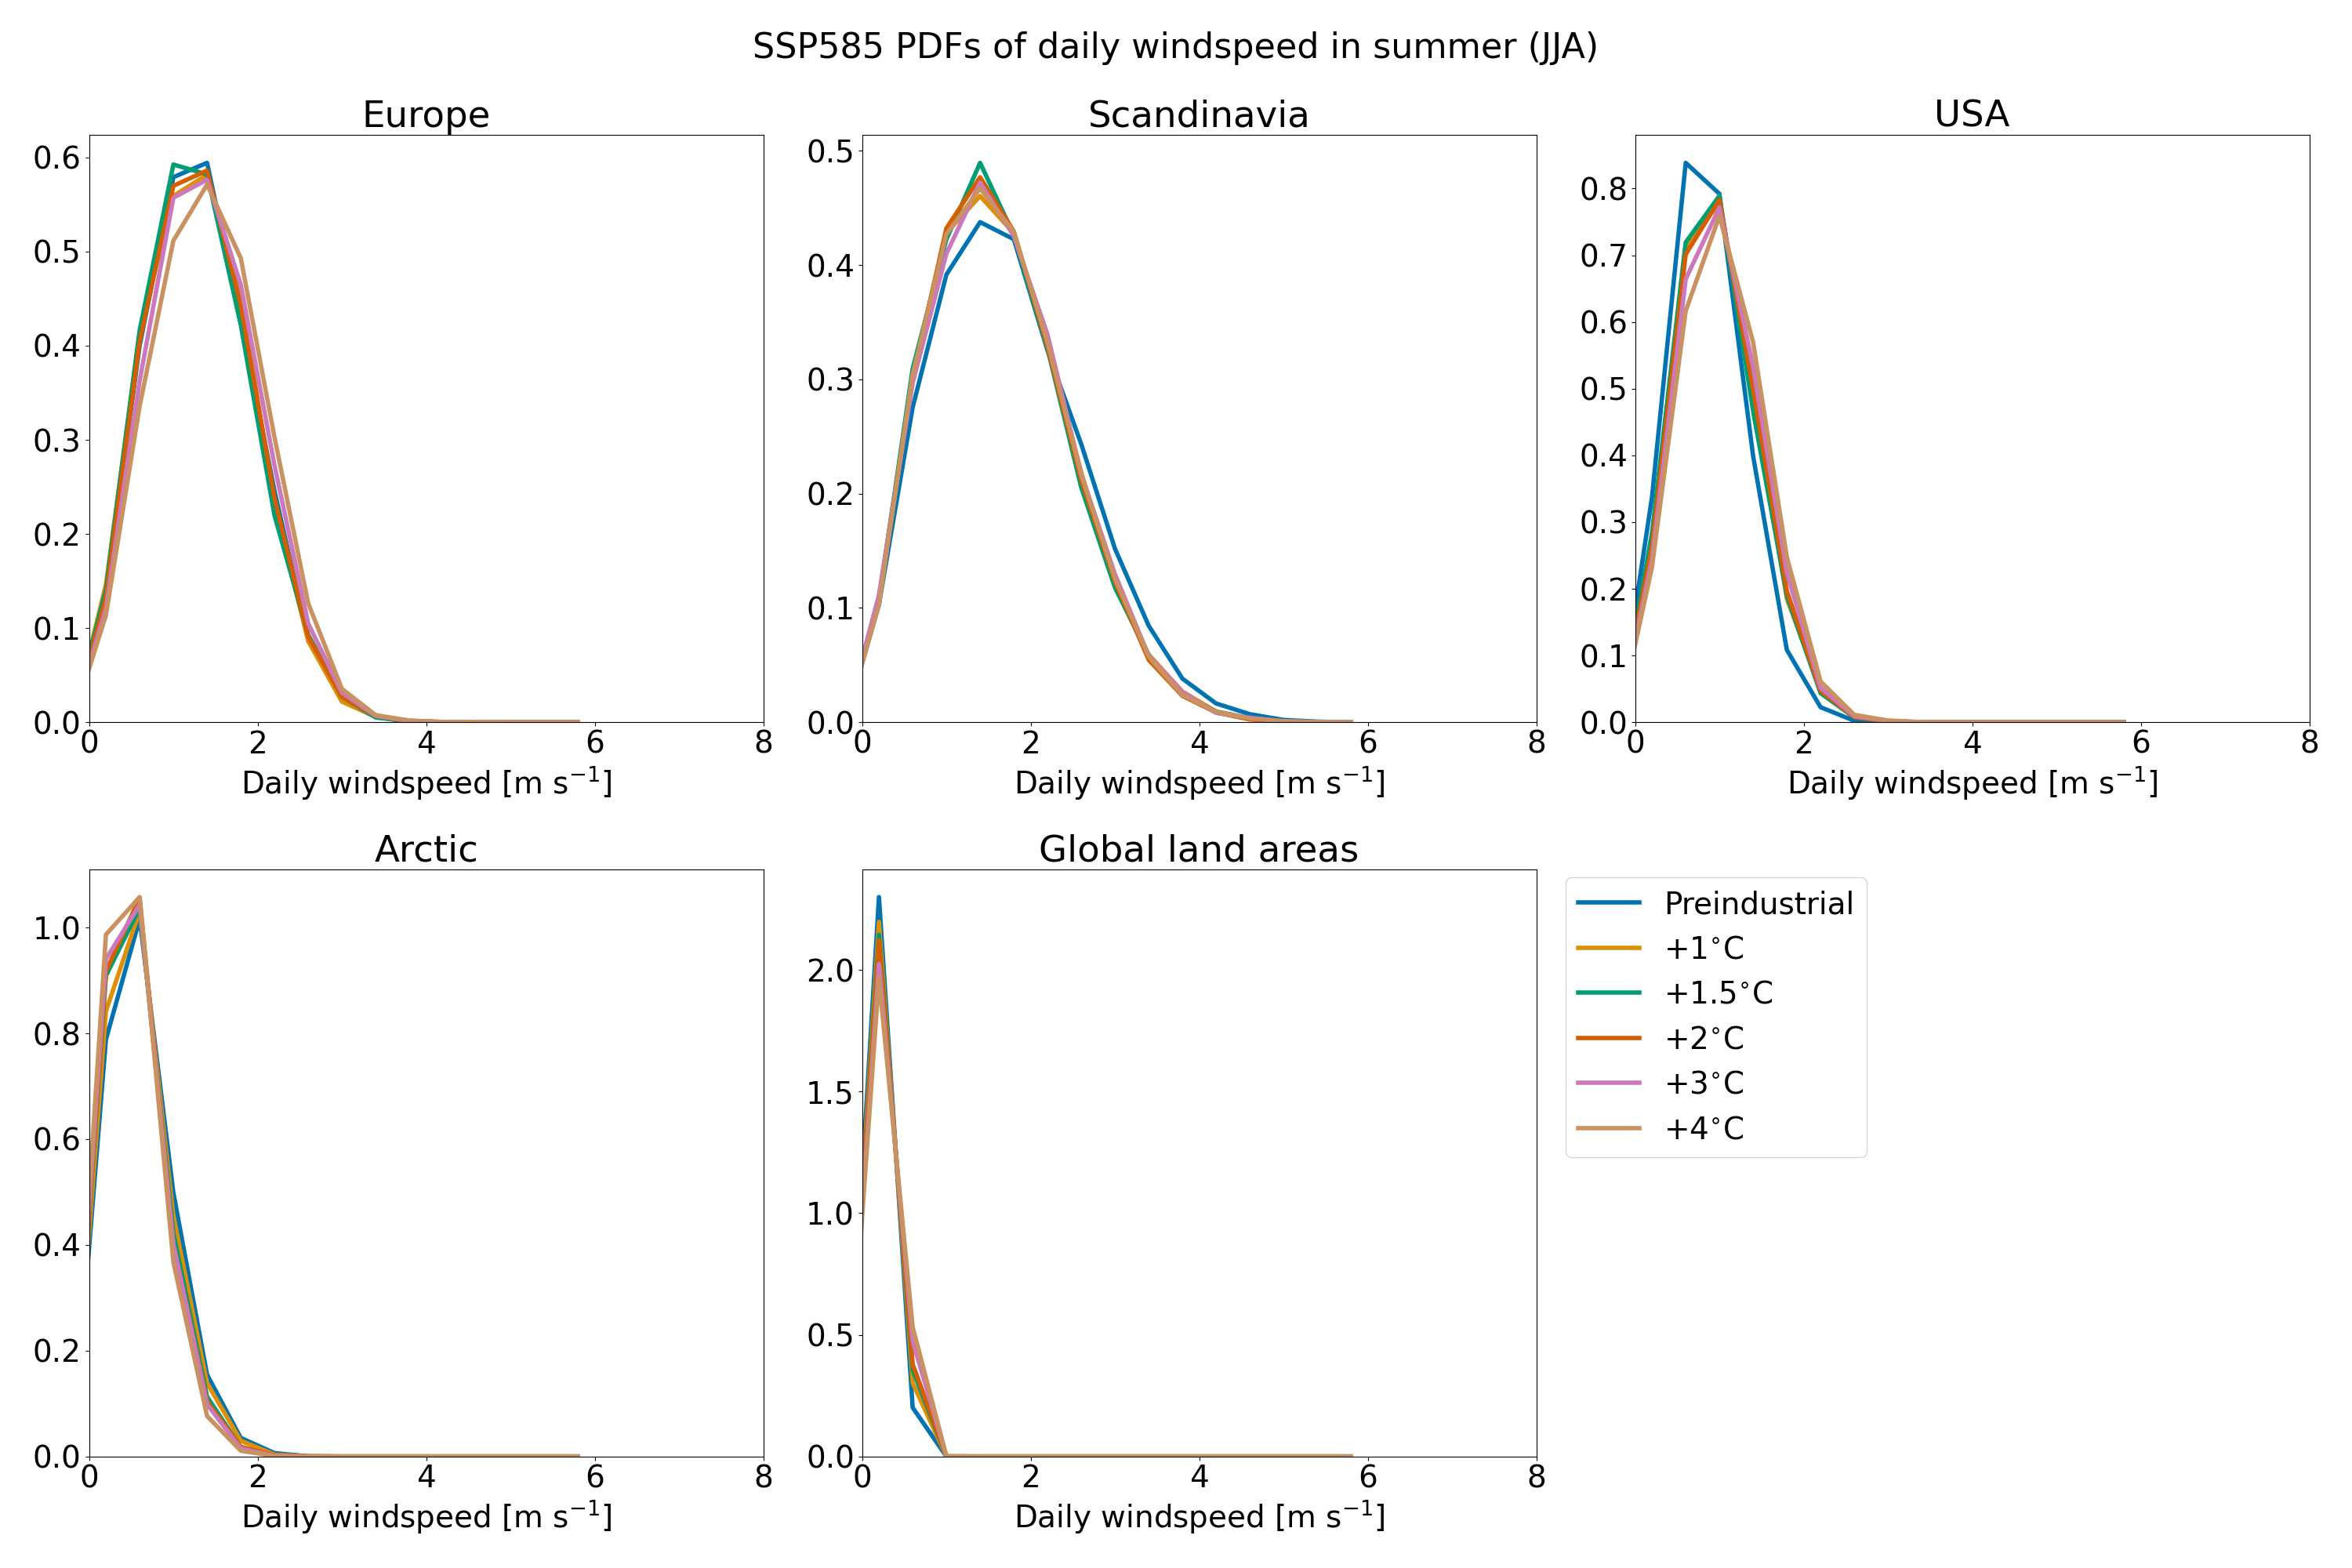 SSP585 PDFs of daily windspeed in summer (JJA)
Europe
0.6
0.5
0.4
0.3
0.2
0.1
0.0
0 2 4 6 8
Daily windspeed [m s⁻¹]
Scandinavia
0.5
0.4
0.3
0.2
0.1
0.0
0 2 4 6 8
Daily windspeed [m s⁻¹]
USA
0.8
0.7
0.6
0.5
0.4
0.3
0.2
0.1
0.0
0 2 4 6 8
Daily windspeed [m s⁻¹]
Arctic
1.0
0.8
0.6
0.4
0.2
0.0
0 2 4 6 8
Daily windspeed [m s⁻¹]
Global land areas
2.0
1.5
1.0
0.5
0.0
0 2 4 6 8
Daily windspeed [m s⁻¹]
Preindustrial
+1°C
+1.5°C
+2°C
+3°C
+4°C